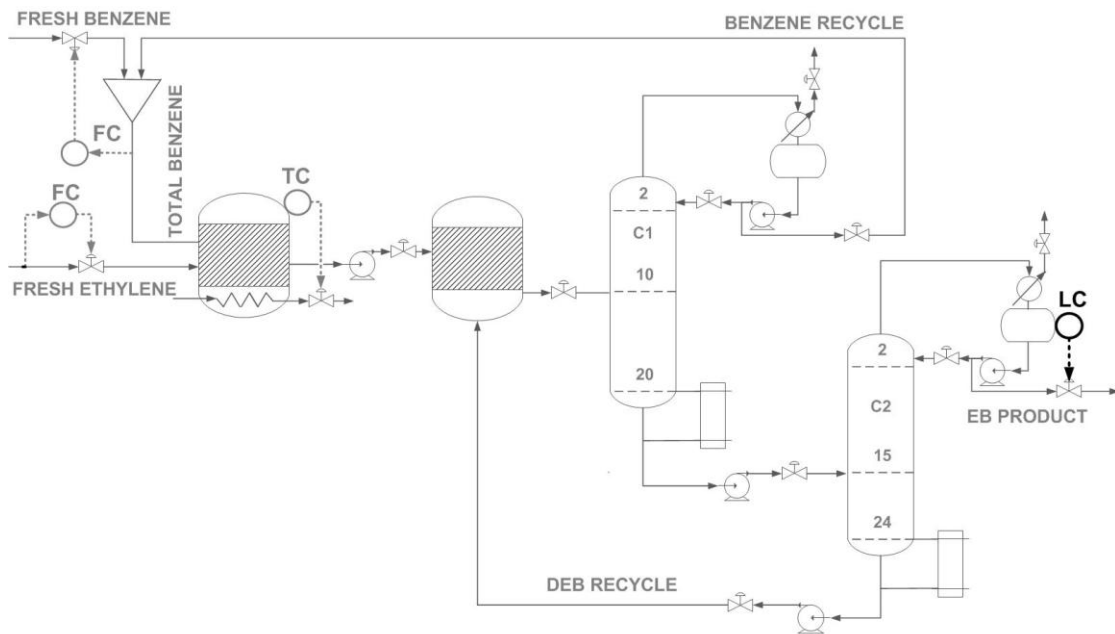 FRESH BENZENE
BENZENE RECYCLE
FC
TOTAL BENZENE
FC
TC
FRESH ETHYLENE
2
C1
10
20
LC
2
C2
15
24
EB PRODUCT
DEB RECYCLE